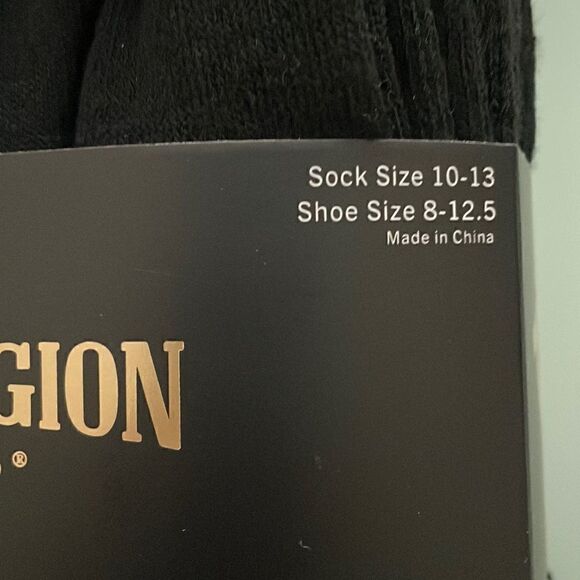 Sock Size 10-13
Shoe Size 8-12.5
Made in China
GION
®